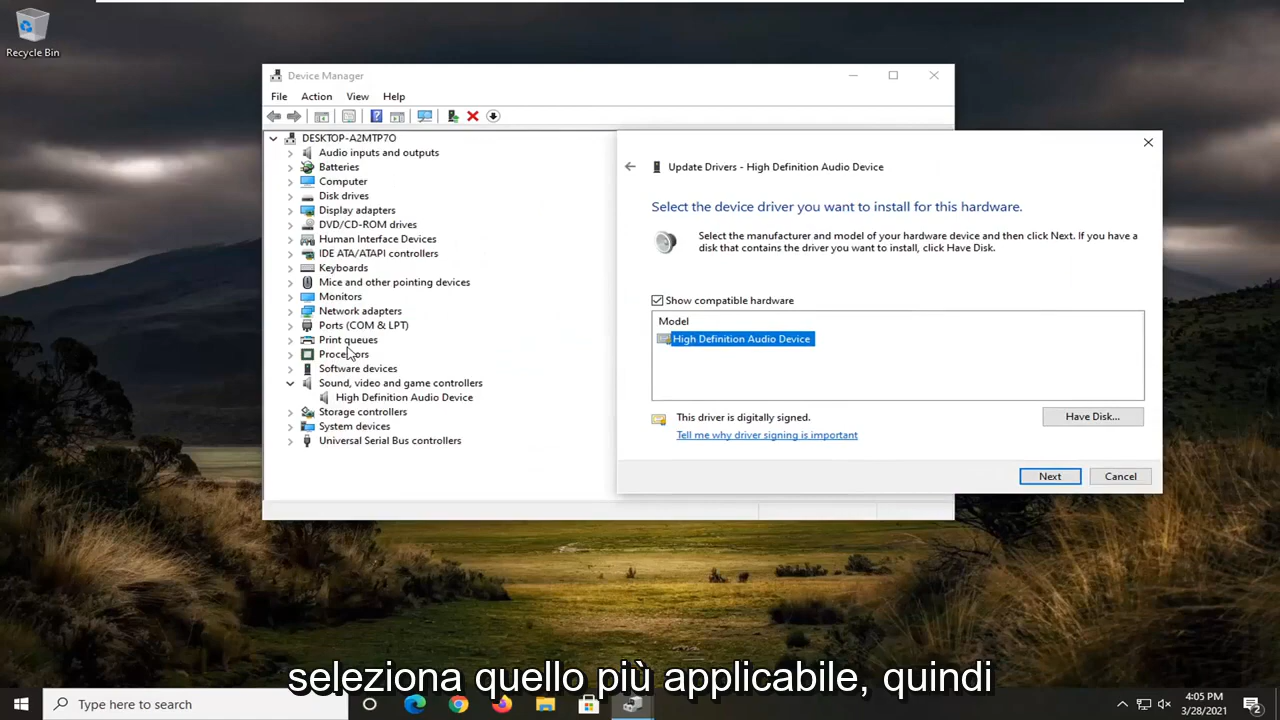 Recycle Bin
Device Manager
File Action View Help
DESKTOP-A2MTP7O
Audio inputs and outputs
Batteries
Computer
Disk drives
Display adapters
DVD/CD-ROM drives
Human Interface Devices
IDE ATA/ATAPI controllers
Keyboards
Mice and other pointing devices
Monitors
Network adapters
Ports (COM & LPT)
Print queues
Processors
Software devices
Sound, video and game controllers
High Definition Audio Device
Storage controllers
System devices
Universal Serial Bus controllers
Update Drivers - High Definition Audio Device
Select the device driver you want to install for this hardware.
Select the manufacturer and model of your hardware device and then click Next. If you have a
disk that contains the driver you want to install, click Have Disk.
Show compatible hardware
Model
High Definition Audio Device
This driver is digitally signed.
Have Disk...
Tell me why driver signing is important
Next Cancel
seleziona quello più applicabile, quindi
Type here to search
4:05 PM
3/28/2021
2